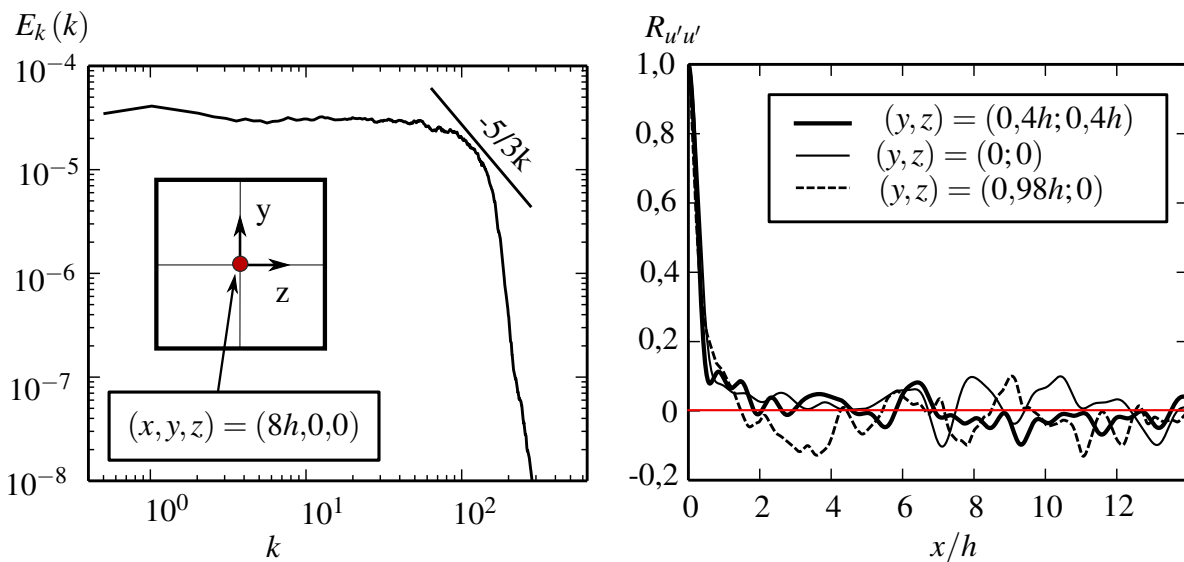 E_k(k)
10^{-4}
10^{-5}
10^{-6}
10^{-7}
10^{-8}
-5/3k
y
z
(x,y,z) = (8h,0,0)
10^0
10^1
10^2
k
R_{u'u'}
1,0
0,8
0,6
0,4
0,2
0
-0,2
(y,z) = (0,4h;0,4h)
(y,z) = (0;0)
(y,z) = (0,98h;0)
0
2
4
6
8
10
12
x/h